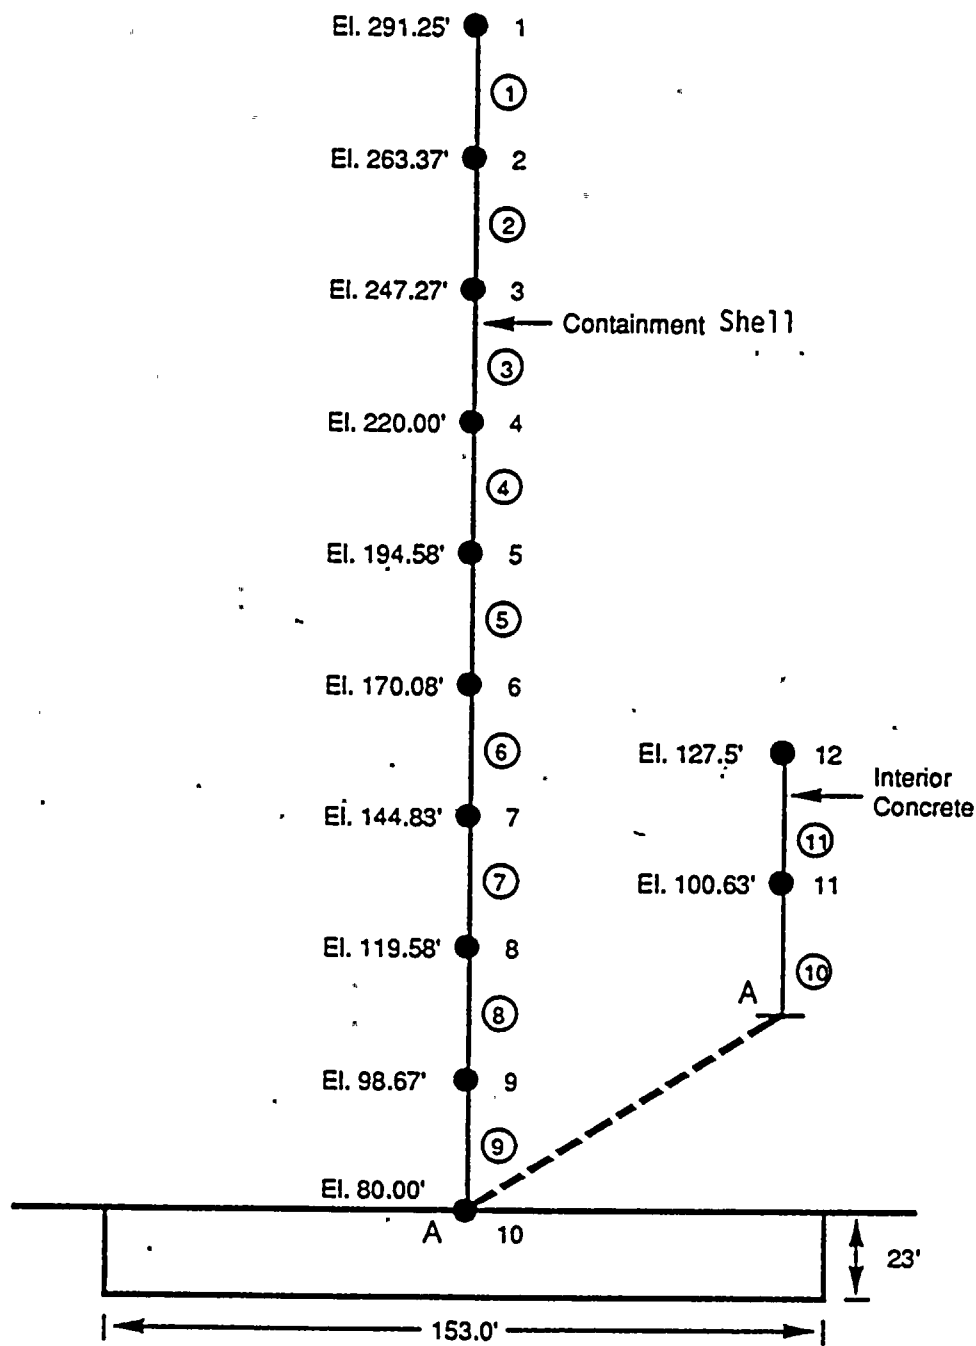 El. 291.25' 1
1
El. 263.37' 2
2
El. 247.27' 3
Containment Shell
3
El. 220.00' 4
4
El. 194.58' 5
5
El. 170.08' 6
6
El. 127.5' 12
Interior
Concrete
El. 144.83' 7
11
7
El. 100.63' 11
El. 119.58' 8
10
A
8
El. 98.67' 9
9
El. 80.00'
A 10
23'
153.0'